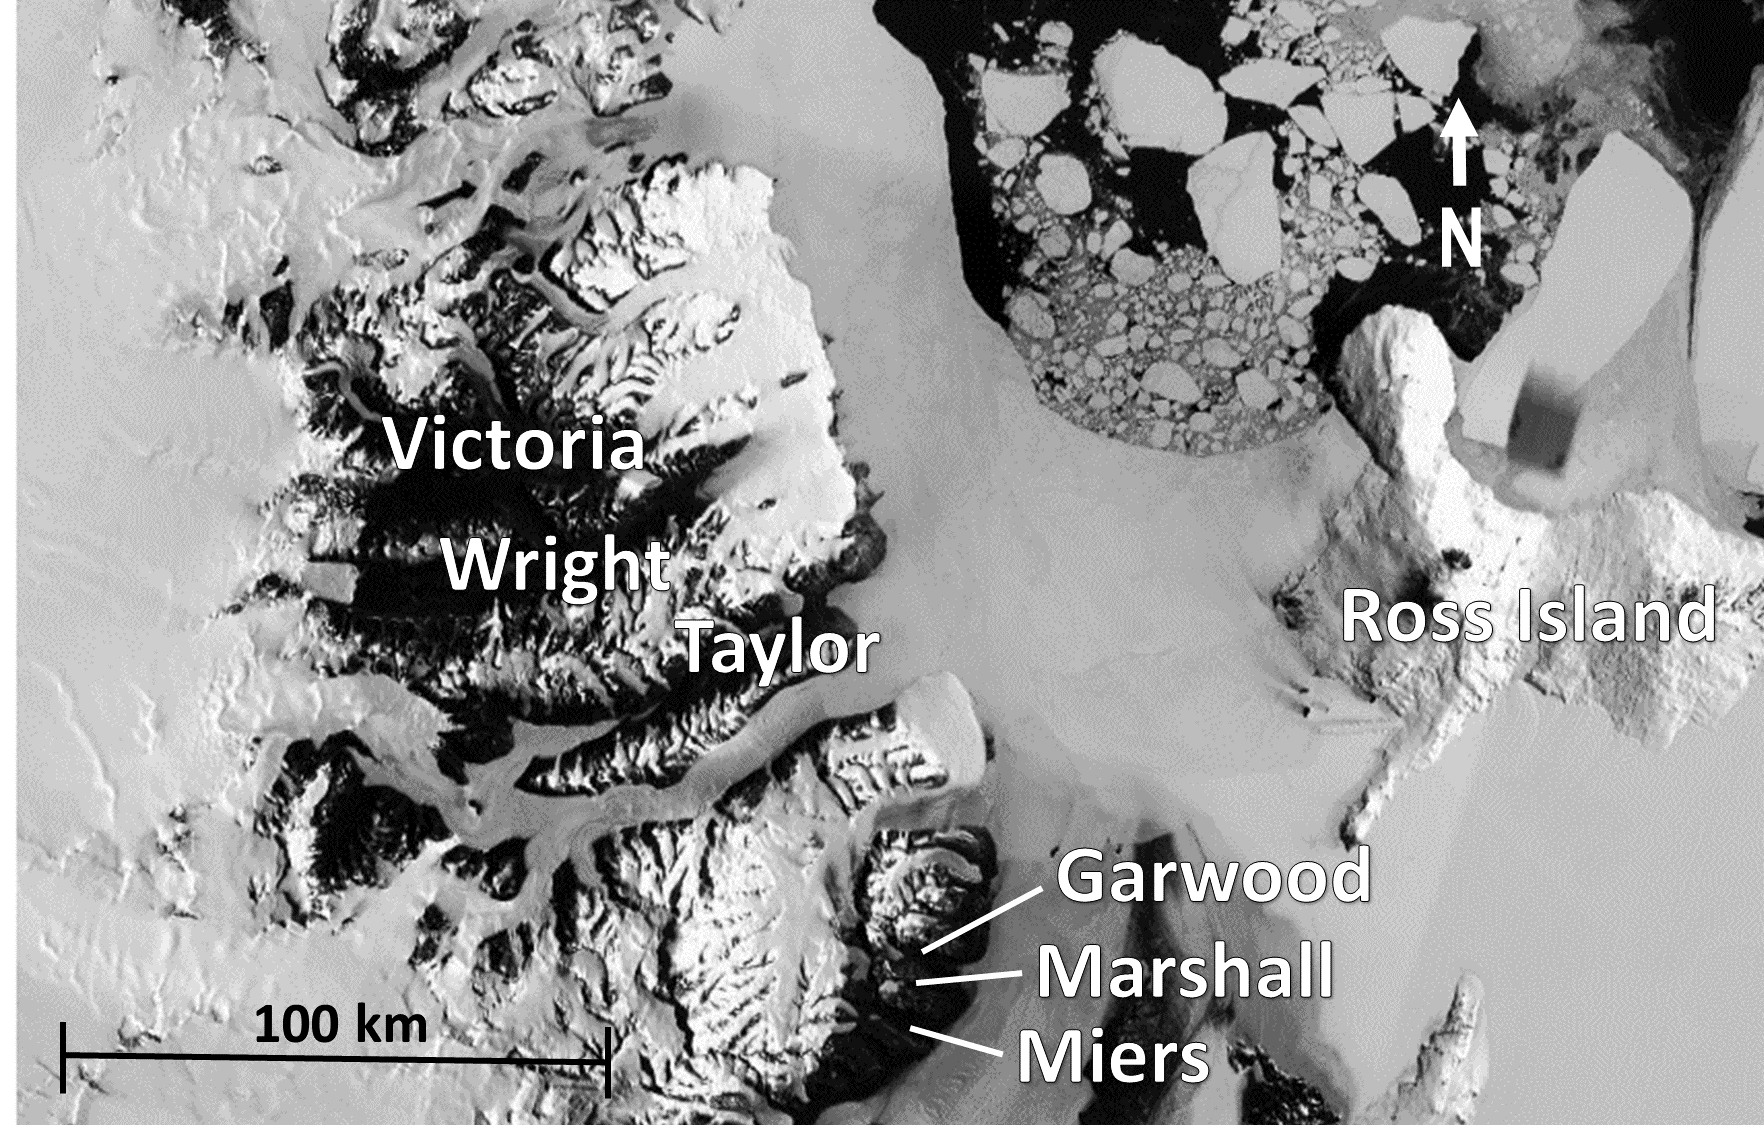 N
Victoria
Wright
Ross Island
Taylor
Garwood
Marshall
100 km
Miers